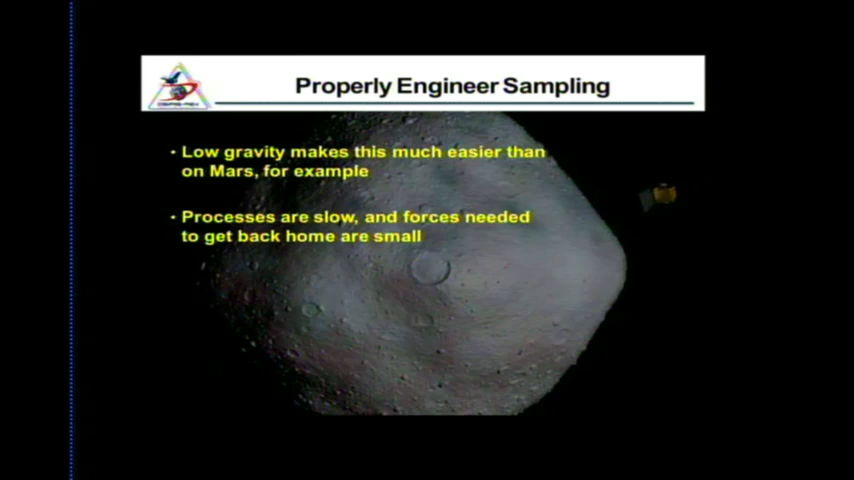 Properly Engineer Sampling
· Low gravity makes this much easier than
on Mars, for example
· Processes are slow, and forces needed
to get back home are small